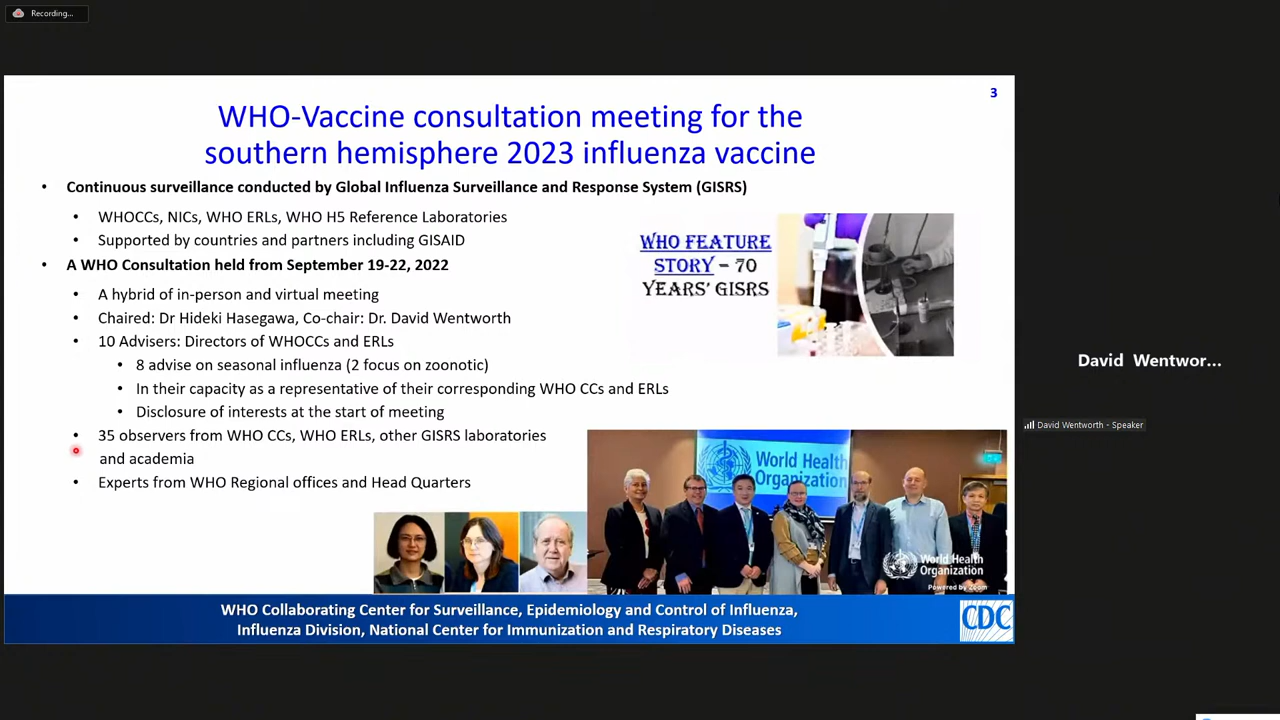 Recording...
3
WHO-Vaccine consultation meeting for the
southern hemisphere 2023 influenza vaccine
• Continuous surveillance conducted by Global Influenza Surveillance and Response System (GISRS)
• WHOCCs, NICs, WHO ERLs, WHO H5 Reference Laboratories
• Supported by countries and partners including GISAID
• A WHO Consultation held from September 19-22, 2022
• A hybrid of in-person and virtual meeting
• Chaired: Dr Hideki Hasegawa, Co-chair: Dr. David Wentworth
• 10 Advisers: Directors of WHOCCs and ERLs
• 8 advise on seasonal influenza (2 focus on zoonotic)
• In their capacity as a representative of their corresponding WHO CCs and ERLs
• Disclosure of interests at the start of meeting
• 35 observers from WHO CCs, WHO ERLs, other GISRS laboratories
and academia
• Experts from WHO Regional offices and Head Quarters
WHO FEATURE
STORY – 70
YEARS' GISRS
World Health
Organization
World Health
Organization
Powered by Zoom
WHO Collaborating Center for Surveillance, Epidemiology and Control of Influenza,
Influenza Division, National Center for Immunization and Respiratory Diseases
CDC
David Wentwor...
David Wentworth - Speaker